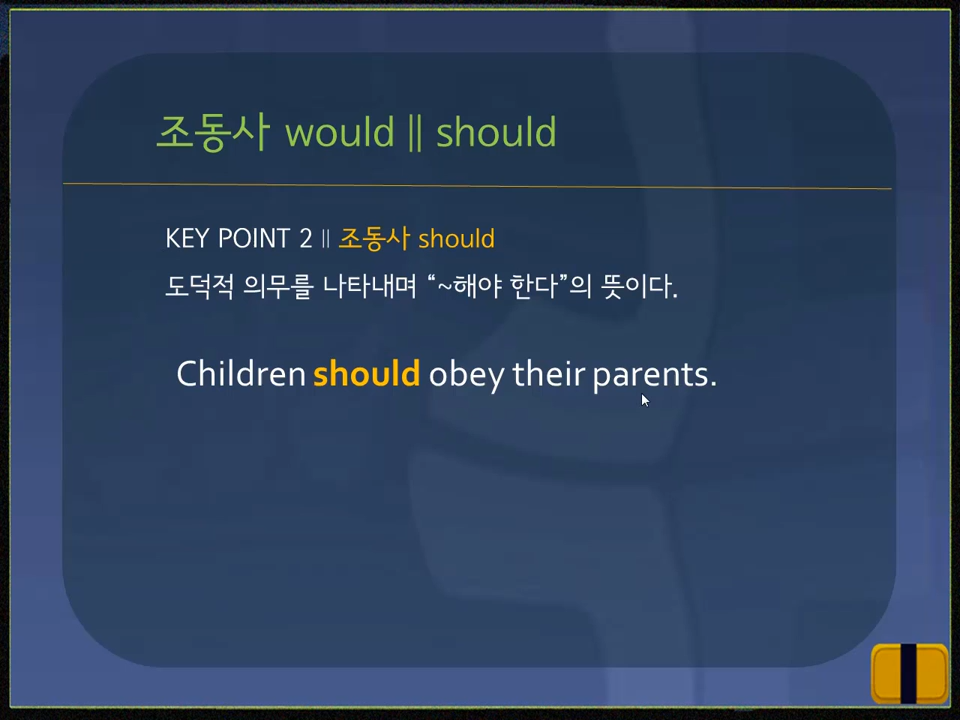 조동사 would || should
KEY POINT 2 || 조동사 should
도덕적 의무를 나타내며 “~해야 한다”의 뜻이다.
Children should obey their parents.